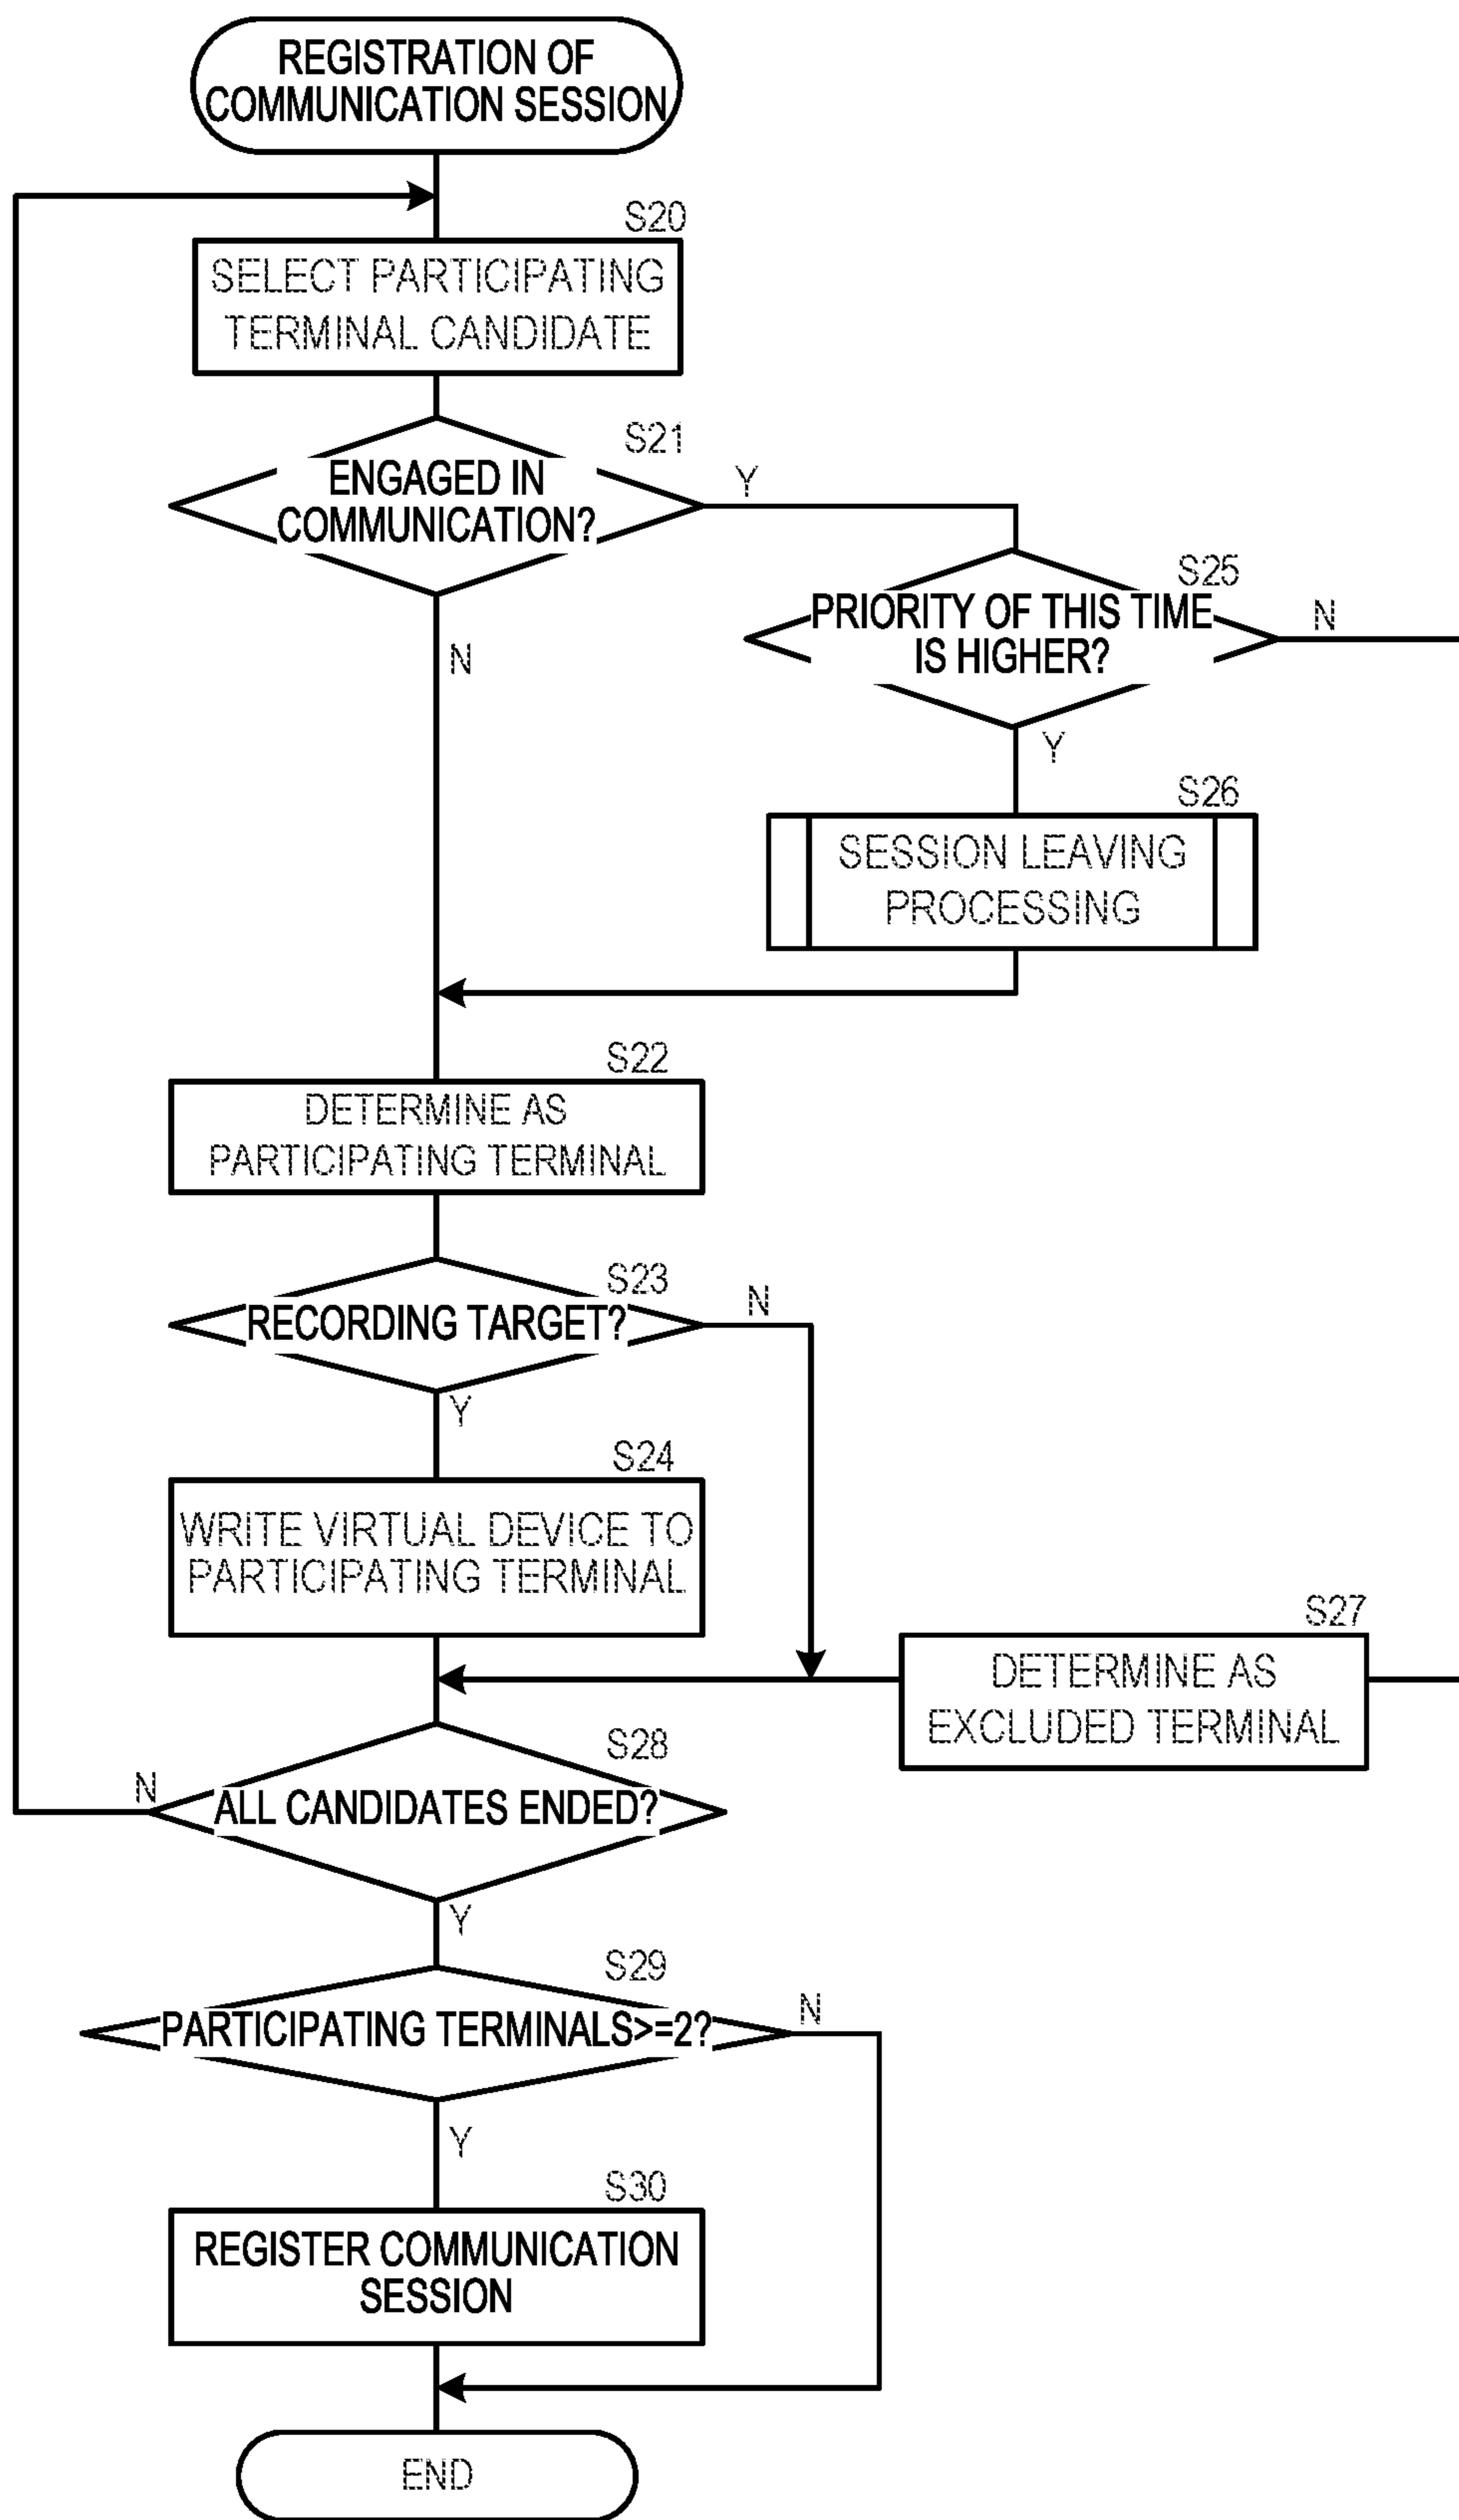 REGISTRATION OF
COMMUNICATION SESSION
S20
SELECT PARTICIPATING
TERMINAL CANDIDATE
S21
ENGAGED IN
COMMUNICATION?
Y
N
S25
PRIORITY OF THIS TIME
IS HIGHER?
N
Y
S26
SESSION LEAVING
PROCESSING
S22
DETERMINE AS
PARTICIPATING TERMINAL
S23
RECORDING TARGET?
N
Y
S24
WRITE VIRTUAL DEVICE TO
PARTICIPATING TERMINAL
S27
DETERMINE AS
EXCLUDED TERMINAL
S28
ALL CANDIDATES ENDED?
N
Y
S29
PARTICIPATING TERMINALS>=2?
N
Y
S30
REGISTER COMMUNICATION
SESSION
END